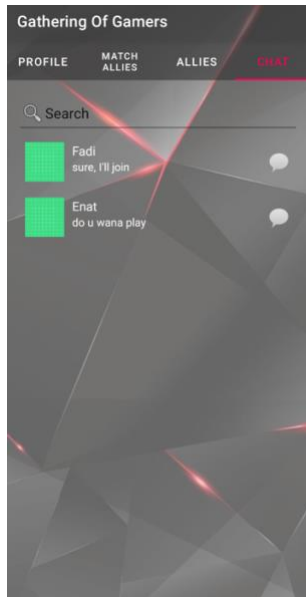 Gathering Of Gamers
PROFILE
MATCH
ALLIES
ALLIES
CHAT
Search
Fadi
sure, I'll join
Enat
do u wana play